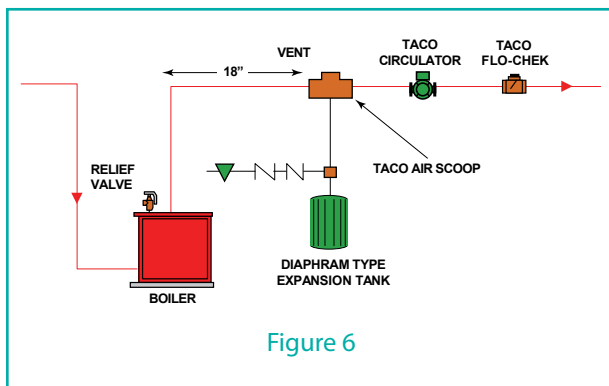 VENT
18”
TACO
CIRCULATOR
TACO
FLO-CHEK
RELIEF
VALVE
TACO AIR SCOOP
DIAPHRAM TYPE
EXPANSION TANK
BOILER
Figure 6